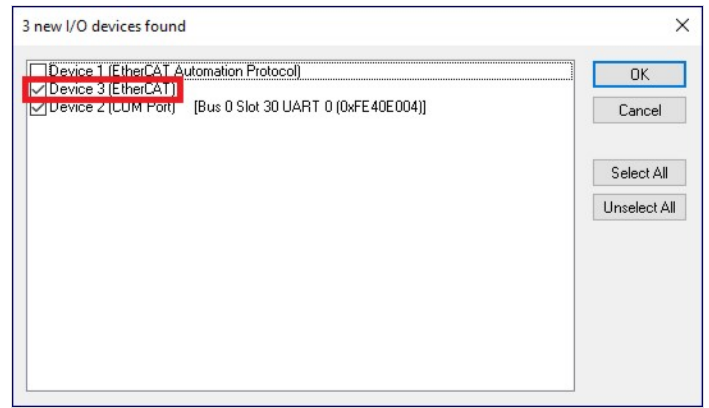 3 new I/O devices found
Device 1 (EtherCAT Automation Protocol)
Device 3 (EtherCAT)
Device 2 (COM Port) [Bus 0 Slot 30 UART 0 (0xFE40E004)]
OK
Cancel
Select All
Unselect All